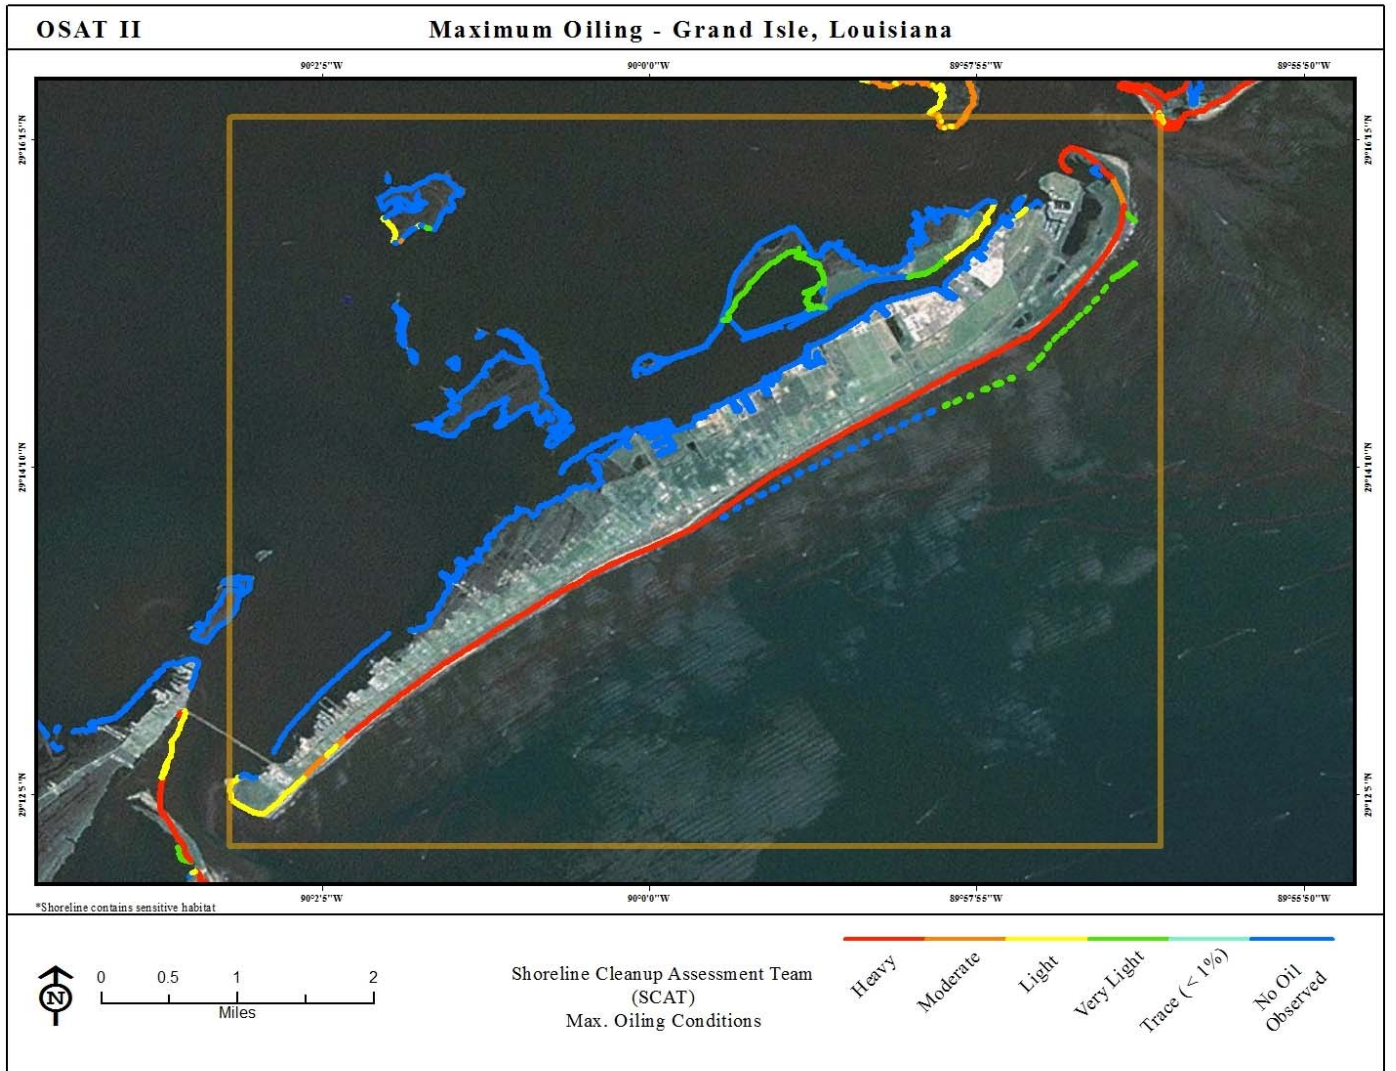 OSAT II
Maximum Oiling - Grand Isle, Louisiana
90°2'5"W
90°0'0"W
89°57'55"W
89°55'50"W
29°16'15"N
29°16'15"N
29°14'10"N
29°14'10"N
29°12'5"N
29°12'5"N
90°2'5"W
90°0'0"W
89°57'55"W
89°55'50"W
*Shoreline contains sensitive habitat
N
0 0.5 1 2
Miles
Shoreline Cleanup Assessment Team
(SCAT)
Max. Oiling Conditions
Heavy
Moderate
Light
Very Light
Trace (< 1%)
No Oil
Observed